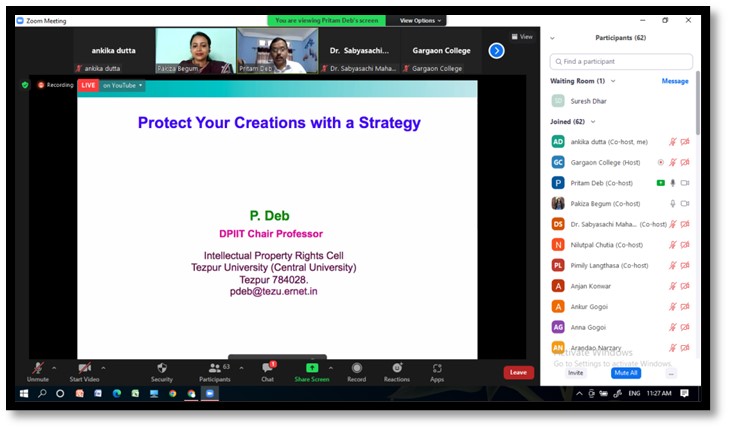 Zoom Meeting
You are viewing Pritam Deb's screen
View Options
View
ankika dutta
Dr. Sabyasachi...
Gargaon College
ankika dutta
Pakiza Begum
Pritam Deb
Dr. Sabyasachi Maha...
Gargaon College
Recording
LIVE
on YouTube
Protect Your Creations with a Strategy
P. Deb
DPIIT Chair Professor
Intellectual Property Rights Cell
Tezpur University (Central University)
Tezpur 784028.
pdeb@tezu.ernet.in
Participants (62)
Find a participant
Waiting Room (1)
Message
SD
Suresh Dhar
Joined (62)
AD ankika dutta (Co-host, me)
GC Gargaon College (Host)
P Pritam Deb (Co-host)
Pakiza Begum (Co-host)
DS Dr. Sabyasachi Maha... (Co-host)
N Nilutpal Chutia (Co-host)
PL Pimily Langthasa (Co-host)
A Anjan Konwar
A Ankur Gogoi
AG Anna Gogoi
AN Arandao Narzary
Activate Windows
Go to Settings to activate Windows.
Invite
Mute All
...
Unmute
Start Video
Security
Participants
63
Chat
Share Screen
Record
Reactions
Apps
Leave
ENG
11:27 AM